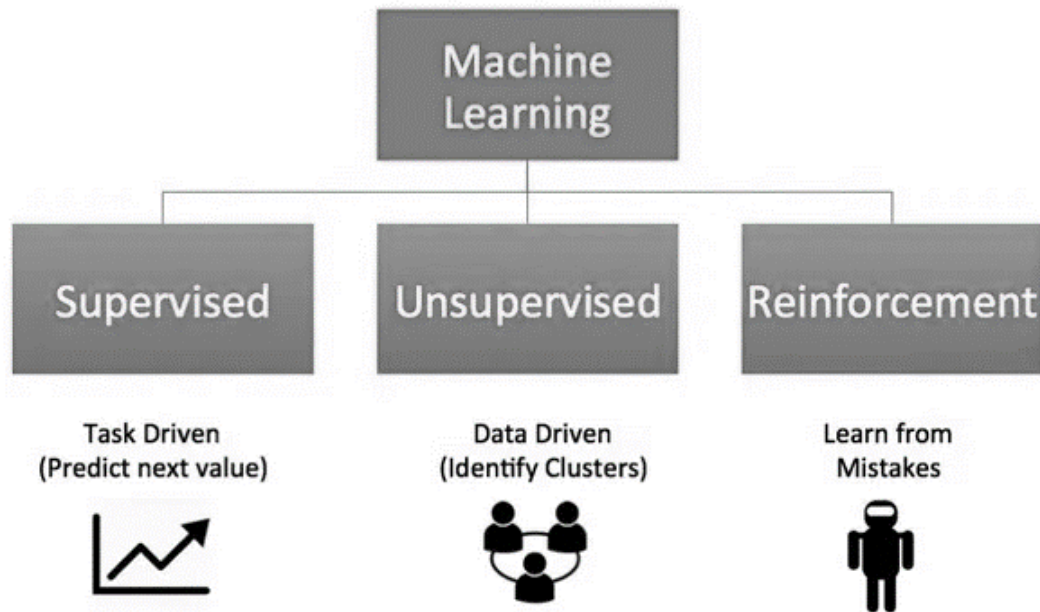 Machine
Learning
Supervised
Unsupervised
Reinforcement
Task Driven
(Predict next value)
Data Driven
(Identify Clusters)
Learn from
Mistakes